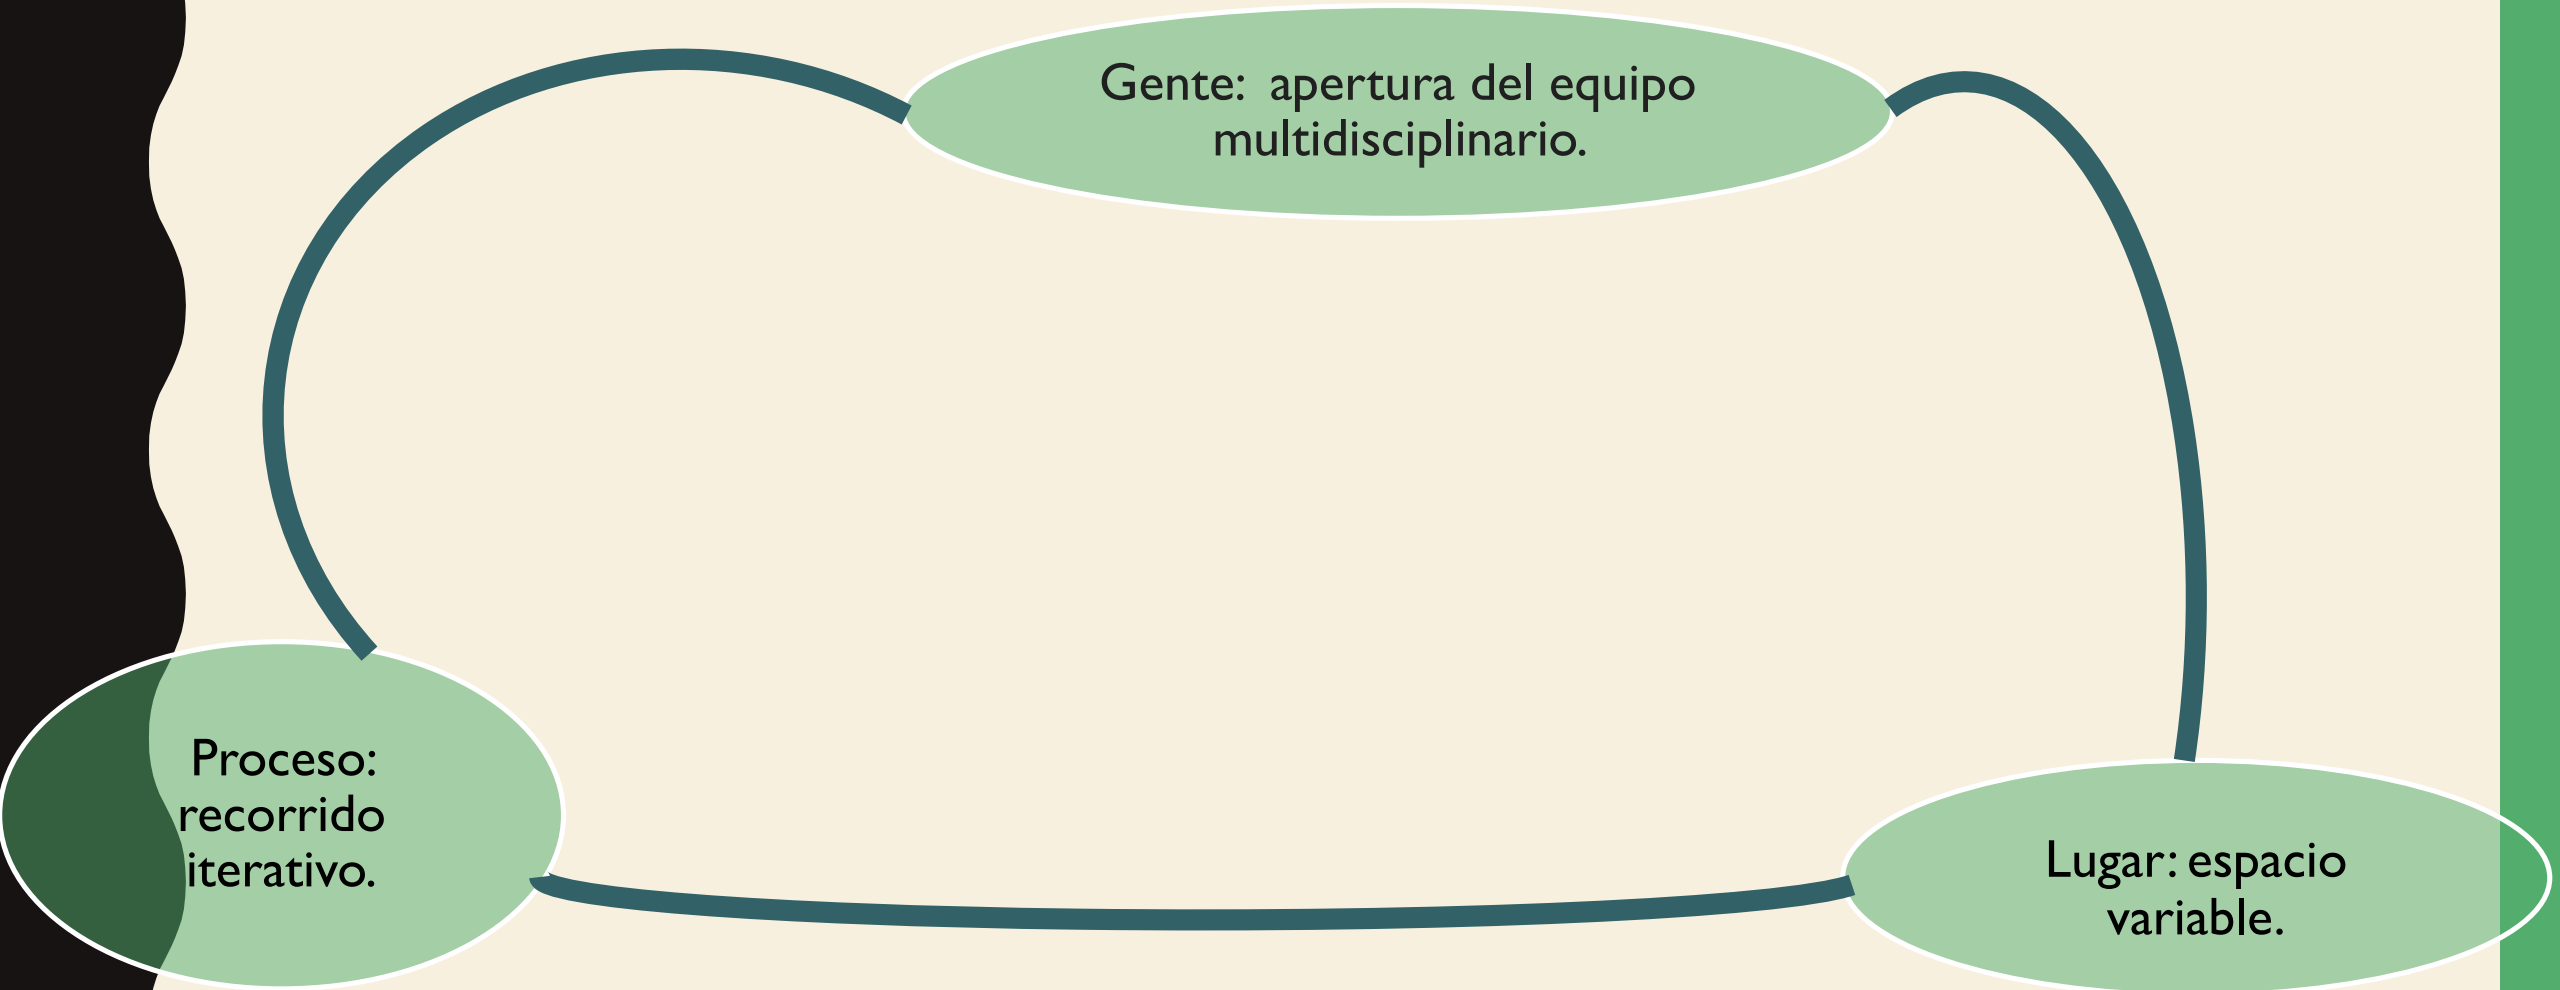 Gente:  apertura del equipo
multidisciplinario.
Proceso:
recorrido
iterativo.
Lugar: espacio
variable.